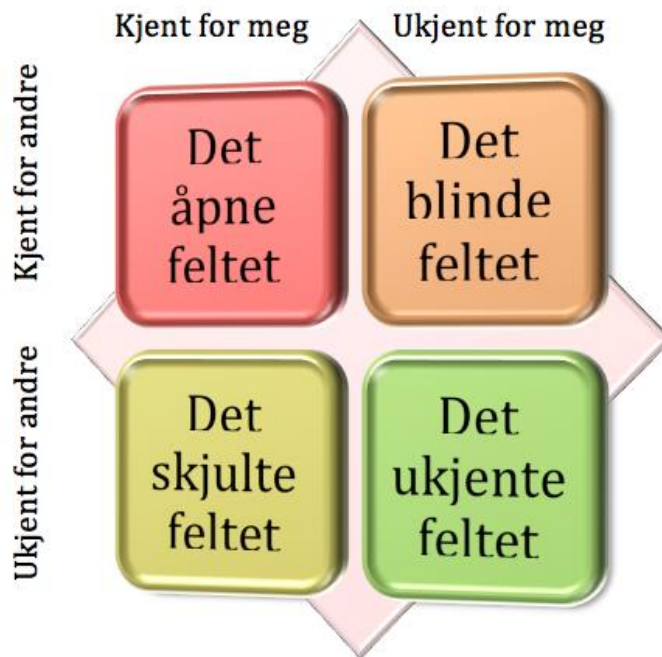 Kjent for meg
Ukjent for meg
Kjent for andre
Det
åpne
feltet
Det
blinde
feltet
Ukjent for andre
Det
skjulte
feltet
Det
ukjente
feltet